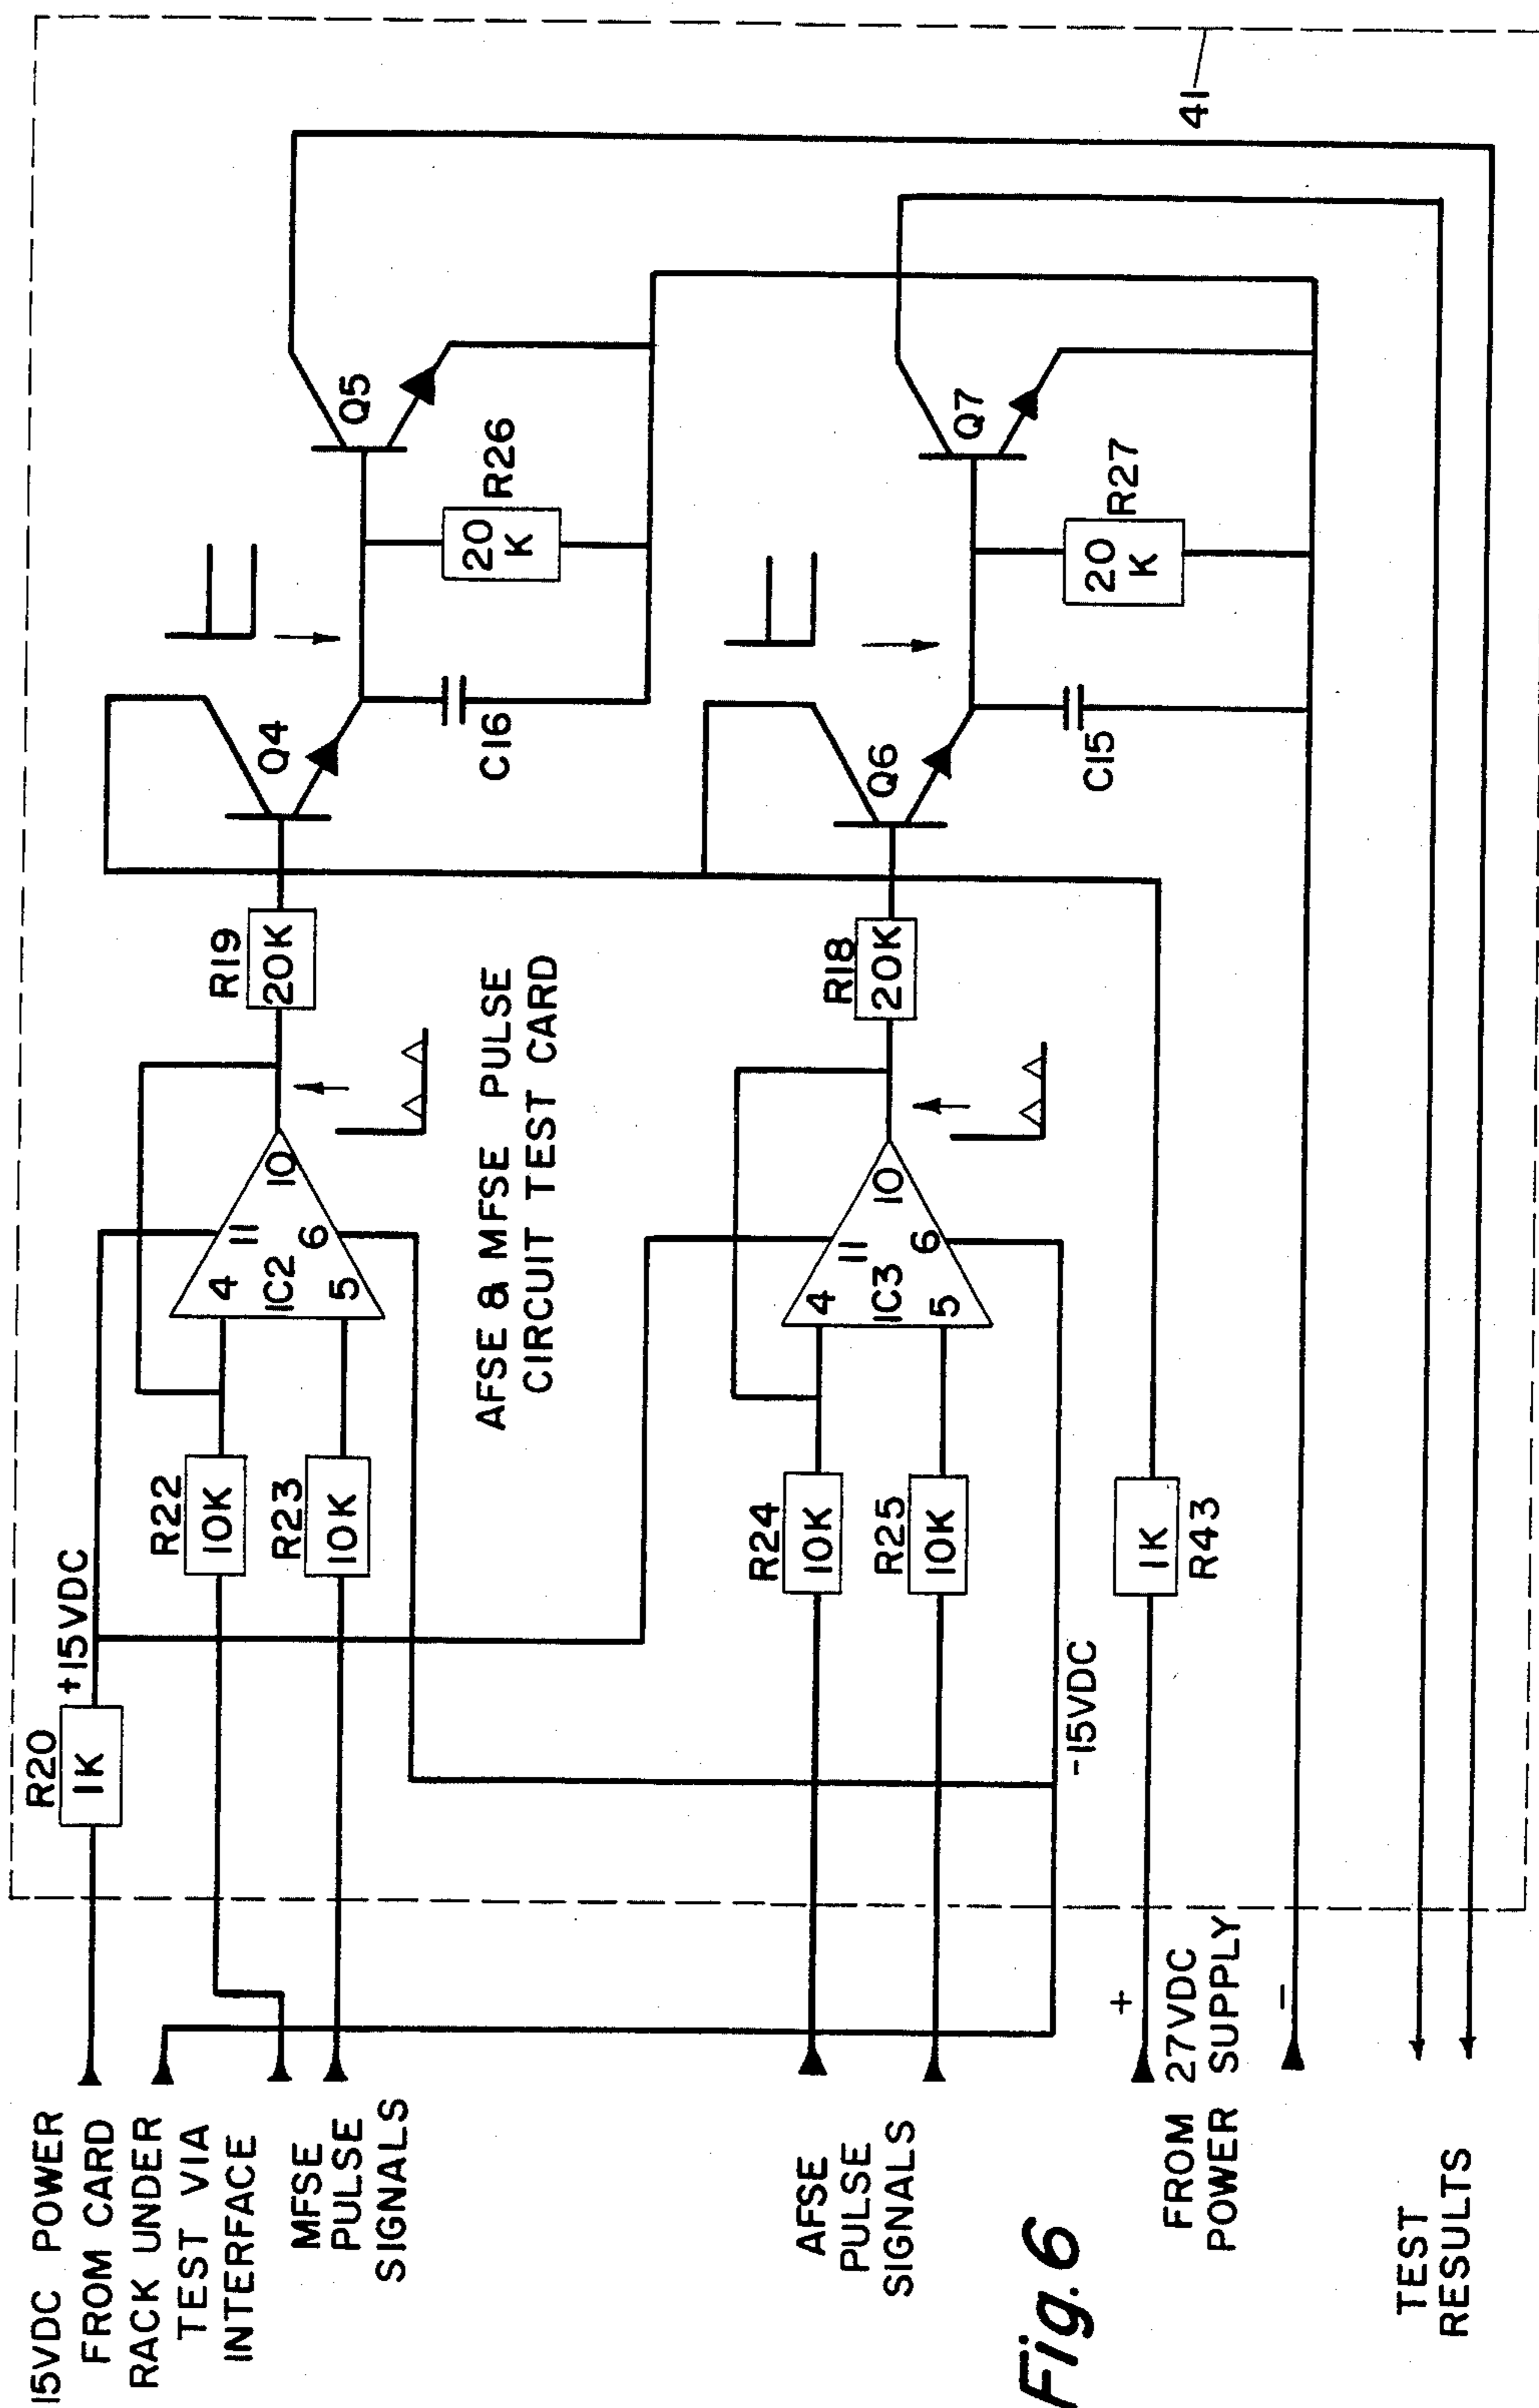 15VDC POWER
FROM CARD
RACK UNDER
TEST VIA
INTERFACE
MFSE
PULSE
SIGNALS
AFSE
PULSE
SIGNALS
+
FROM 27VDC
POWER SUPPLY
-
TEST
RESULTS
R20
1K
+15VDC
R22
10K
R23
10K
4
11
IC2
10
5
6
R19
20K
Q4
C16
20
K
R26
Q5
AFSE & MFSE PULSE
CIRCUIT TEST CARD
R24
10K
R25
10K
4
11
IC3
10
5
6
R18
20K
Q6
C15
20
K
R27
Q7
-15VDC
1K
R43
41
Fig. 6